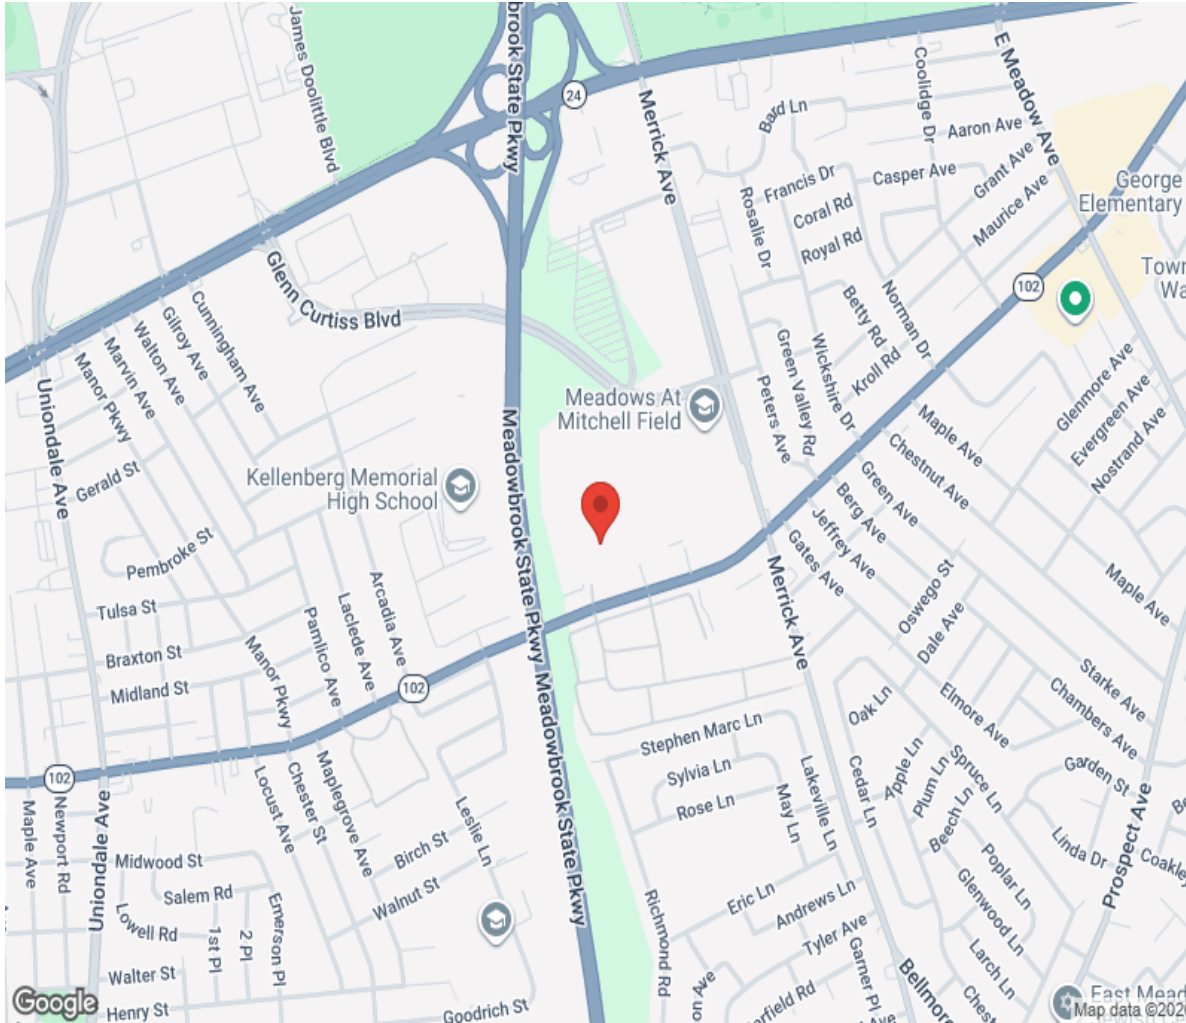 James Doolittle Blvd
brook State Pkwy
24
Merrick Ave
E Meadow Ave
Coolidge Dr
Bard Ln
Aaron Ave
Casper Ave
Grant Ave
Maurice Ave
Francis Dr
Coral Rd
Royal Rd
Rosalie Dr
George
Elementary
Town
Wa
102
Glenn Curtiss Blvd
Cunningham Ave
Gilroy Ave
Walton Ave
Marvin Ave
Manor Pkwy
Uniondale Ave
Betty Rd
Norman Dr
Kroll Rd
Wickshire Dr
Green Valley Rd
Peters Ave
Glenmore Ave
Evergreen Ave
Nostrand Ave
Meadows At
Mitchell Field
Maple Ave
Chestnut Ave
Green Ave
Berg Ave
Jeffrey Ave
Gates Ave
Gerald St
Kellenberg Memorial
High School
Meadowbrook State Pkwy
Pembroke St
Tulsa St
Braxton St
Midland St
Manor Pkwy
Pamlico Ave
Laclede Ave
Arcadia Ave
102
Merrick Ave
Oswego St
Dale Ave
Maple Ave
Starke Ave
Chambers Ave
Elmore Ave
Oak Ln
Meadowbrook State Pkwy
Stephen Marc Ln
Sylvia Ln
Rose Ln
Mary Ln
Lakeville Ln
Cedar Ln
Apple Ln
Plum Ln
Beech Ln
Spruce Ln
Garden St
Linda Dr
Coakley
Be
Prospect Ave
Poplar Ln
Glenwood Ln
Larch Ln
102
Maple Ave
Newport Rd
Uniondale Ave
Locust Ave
Chester St
Maplegrove Ave
Leslie Ln
Birch St
Walnut St
Midwood St
Salem Rd
Lowell Rd
1st Pl
2 Pl
Emerson Pl
Walter St
Henry St
Goodrich St
Richmond Rd
Eric Ln
Andrews Ln
Tyler Ave
Garner Pl
Bellmore
Chest
East Mead
Google
Map data ©2026